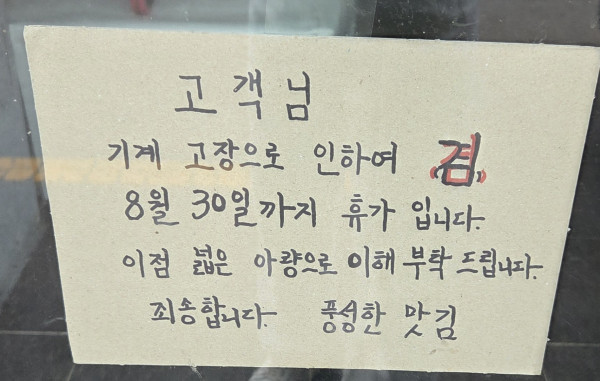 고객님
기계 고장으로 인하여 겸
8월 30일까지 휴가 입니다.
이점 넓은 아량으로 이해 부탁 드립니다.
죄송합니다. 풍성한 맛김